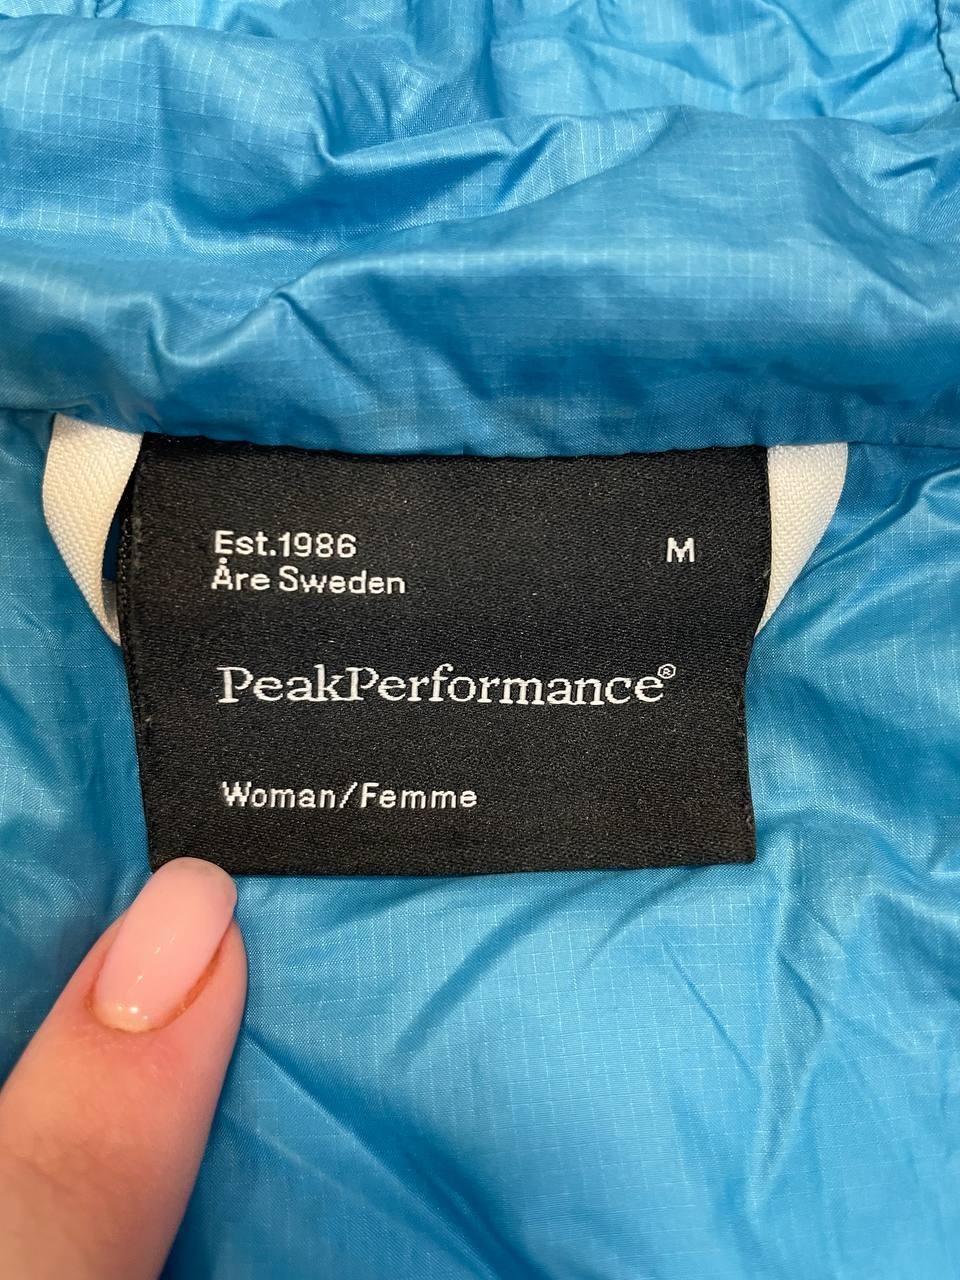 Est.1986
Åre Sweden
M
PeakPerformance®
Woman/Femme